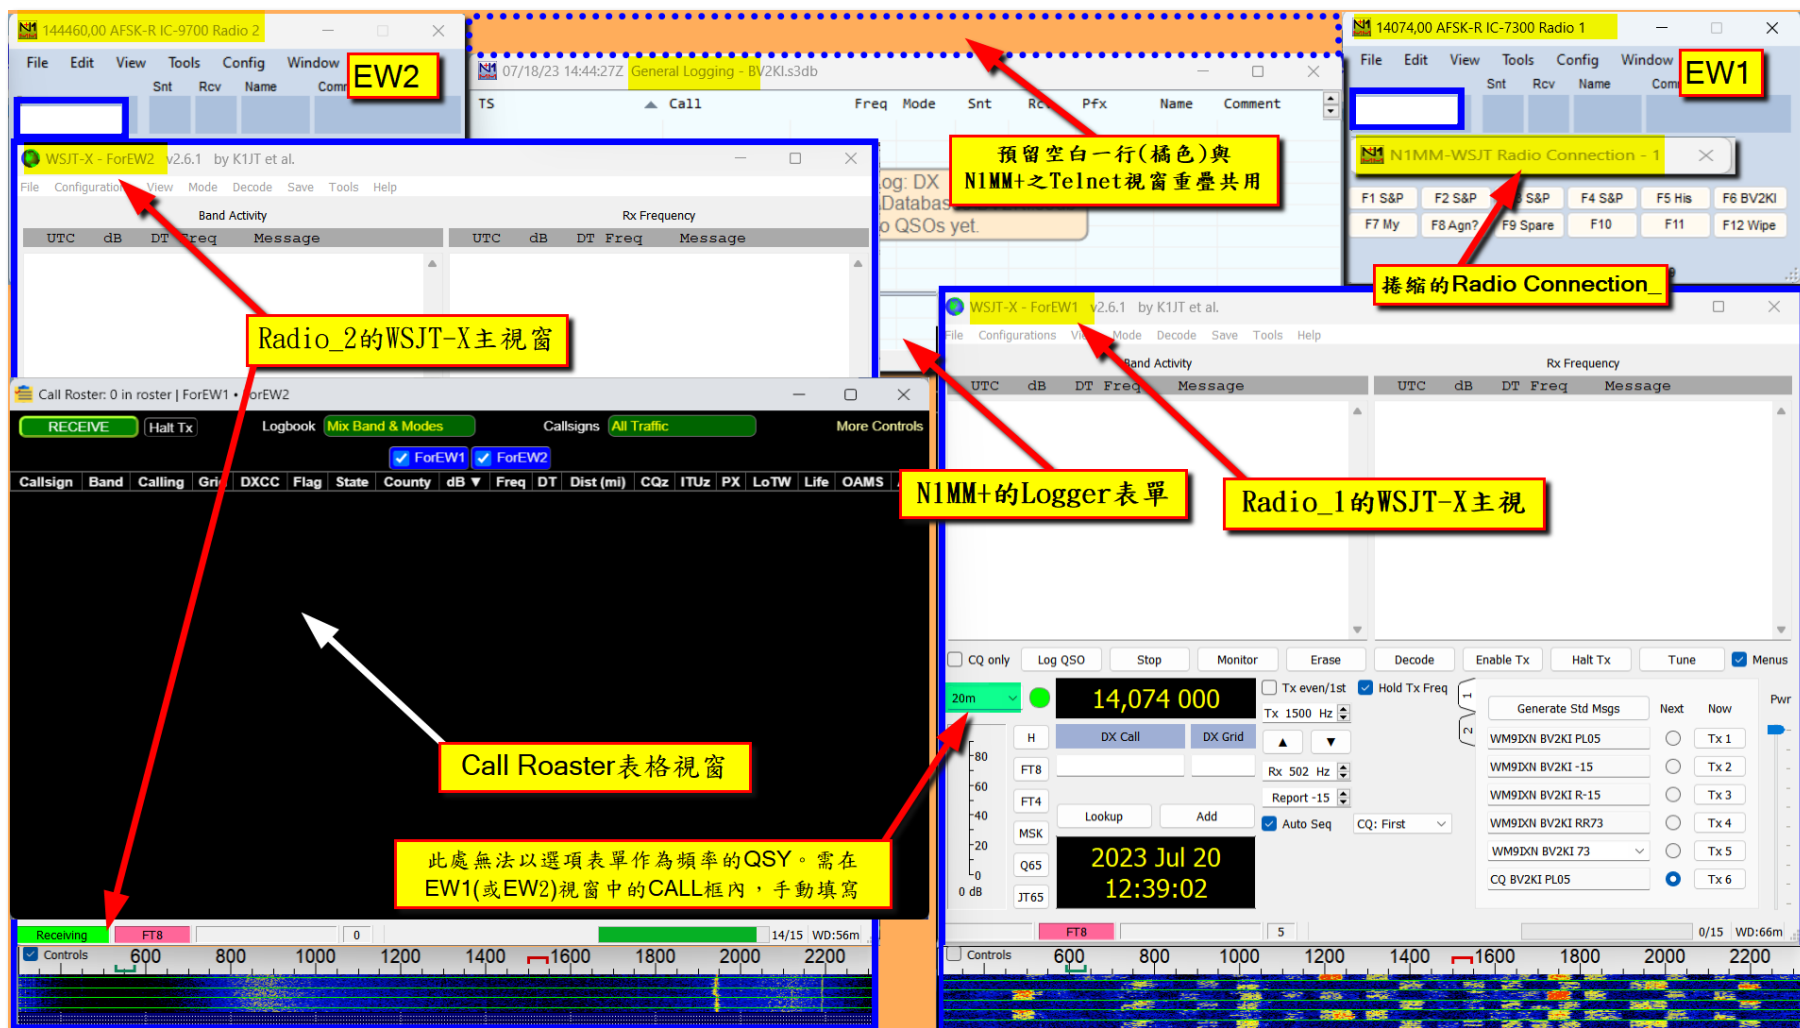 144460,00 AFSK-R IC-9700 Radio 2
File Edit View Tools Config Window
EW2
Snt Rcv Name
07/18/23 14:44:27Z General Logging - BV2KI.s3db
TS Call Freq Mode Snt Pfx Name Comment
預留空白一行(橘色)與
N1MM+之Telnet視窗重疊共用
QSOs yet.
14074,00 AFSK-R IC-7300 Radio 1
File Edit View Tools Config Window
EW1
Snt Rcv Name
N1MM-WSJT Radio Connection - 1
F1 S&P F2 S&P S&P F4 S&P F5 His F6 BV2KI
F7 My F8 Agn? F9 Spare F10 F11 F12 Wipe
捲縮的Radio Connection_
WSJT-X - ForEW2 v2.6.1 by K1JT et al.
File Configurations View Mode Decode Save Tools Help
Band Activity Rx Frequency
UTC dB DT Freq Message UTC dB DT Freq Message
Radio_2的WSJT-X主視窗
Call Roster: 0 in roster | ForEW1 • ForEW2
RECEIVE Halt Tx Logbook Mix Band & Modes Callsigns All Traffic More Controls
ForEW1 ForEW2
Callsign Band Calling Grid DXCC Flag State County dB ▼ Freq DT Dist (mi) CQz ITUz PX LoTW Life OAMS
N1MM+的Logger表單
Call Roaster表格視窗
此處無法以選項表單作為頻率的QSY。需在
EW1(或EW2)視窗中的CALL框內，手動填寫
Receiving FT8 0 14/15 WD:56m
Controls 600 800 1000 1200 1400 1600 1800 2000 2200
WSJT-X - ForEW1 v2.6.1 by K1JT et al.
File Configurations View Mode Decode Save Tools Help
Band Activity Rx Frequency
UTC dB DT Freq Message UTC dB DT Freq Message
Radio_1的WSJT-X主視
CQ only Log QSO Stop Monitor Erase Decode Enable Tx Halt Tx Tune Menus
20m 14,074 000 Tx even/1st Hold Tx Freq
Tx 1500 Hz
1 2
Generate Std Msgs Next Now Pwr
H DX Call DX Grid
WM9IXN BV2KI PL05 Tx 1
-80
FT8 Rx 502 Hz WM9IXN BV2KI -15 Tx 2
-60
FT4 Report -15 WM9IXN BV2KI R-15 Tx 3
-40
Lookup Add Auto Seq CQ: First WM9IXN BV2KI RR73 Tx 4
MSK
-20
Q65 2023 Jul 20 WM9IXN BV2KI 73 Tx 5
0
0 dB JT65 12:39:02 CQ BV2KI PL05 Tx 6
FT8 5 0/15 WD:66m
Controls 600 800 1000 1200 1400 1600 1800 2000 2200